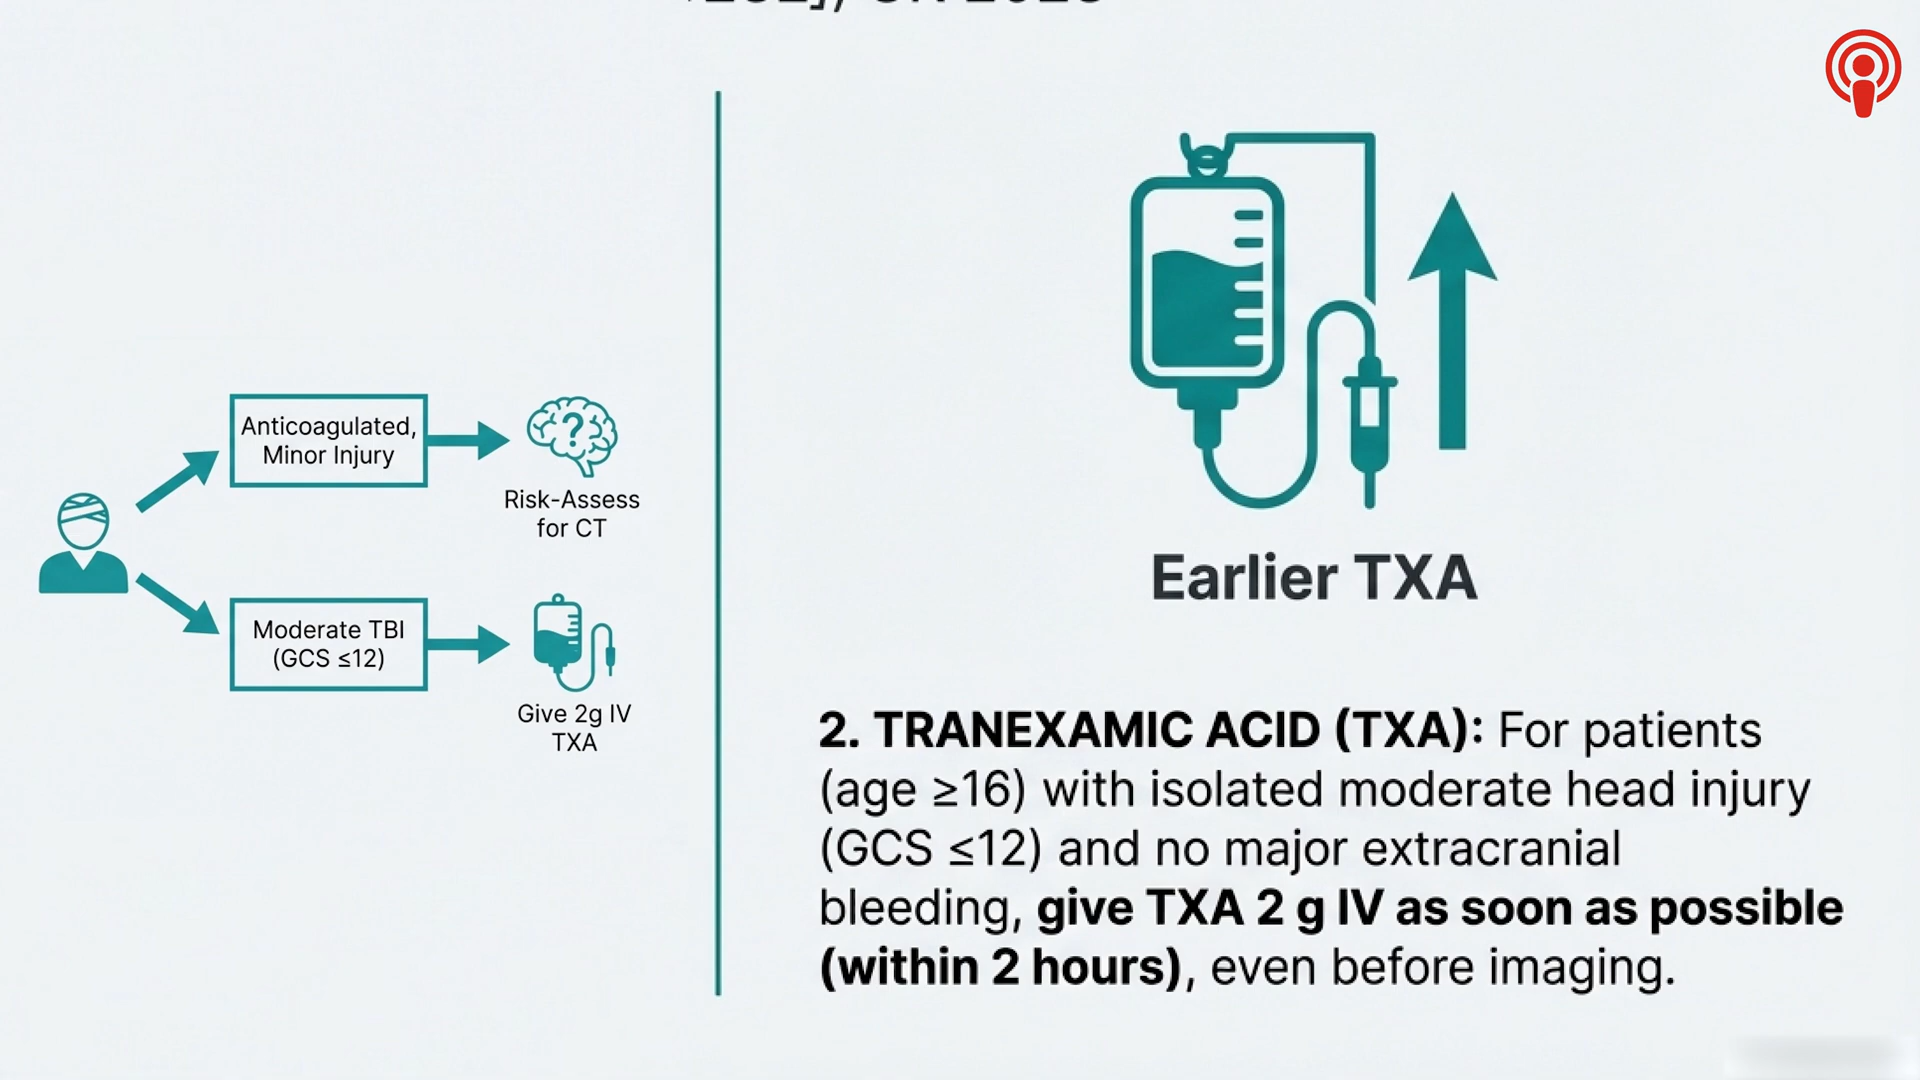 Anticoagulated,
Minor Injury
?
Risk-Assess
for CT
Moderate TBI
(GCS ≤12)
Give 2g IV
TXA
Earlier TXA
2. TRANEXAMIC ACID (TXA): For patients
(age ≥16) with isolated moderate head injury
(GCS ≤12) and no major extracranial
bleeding, give TXA 2 g IV as soon as possible
(within 2 hours), even before imaging.